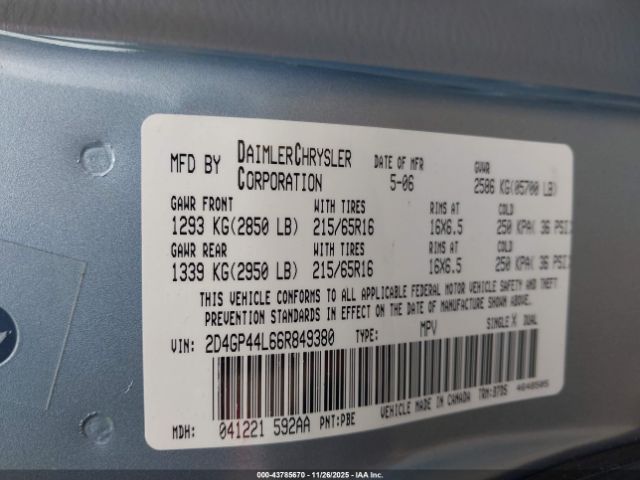 MFD BY DAIMLERCHRYSLER CORPORATION DATE OF MFR 5-06 GVWR 2586 KG(05700 LB)
GAWR FRONT WITH TIRES RIMS AT COLD
1293 KG(2850 LB) 215/65R16 16X6.5 250 KPA( 36 PSI)
GAWR REAR WITH TIRES RIMS AT COLD
1339 KG(2950 LB) 215/65R16 16X6.5 250 KPA( 36 PSI)
THIS VEHICLE CONFORMS TO ALL APPLICABLE FEDERAL MOTOR VEHICLE SAFETY AND THEFT
PREVENTION STANDARDS IN EFFECT ON THE DATE OF MANUFACTURE SHOWN ABOVE.
VIN: 2D4GP44L66R849380 TYPE: MPV SINGLE X DUAL
MDH: 041221 592AA PNT:PBE VEHICLE MADE IN CANADA TRM:B7D5 4648505
000-43785670 - 11/26/2025 - IAA Inc.